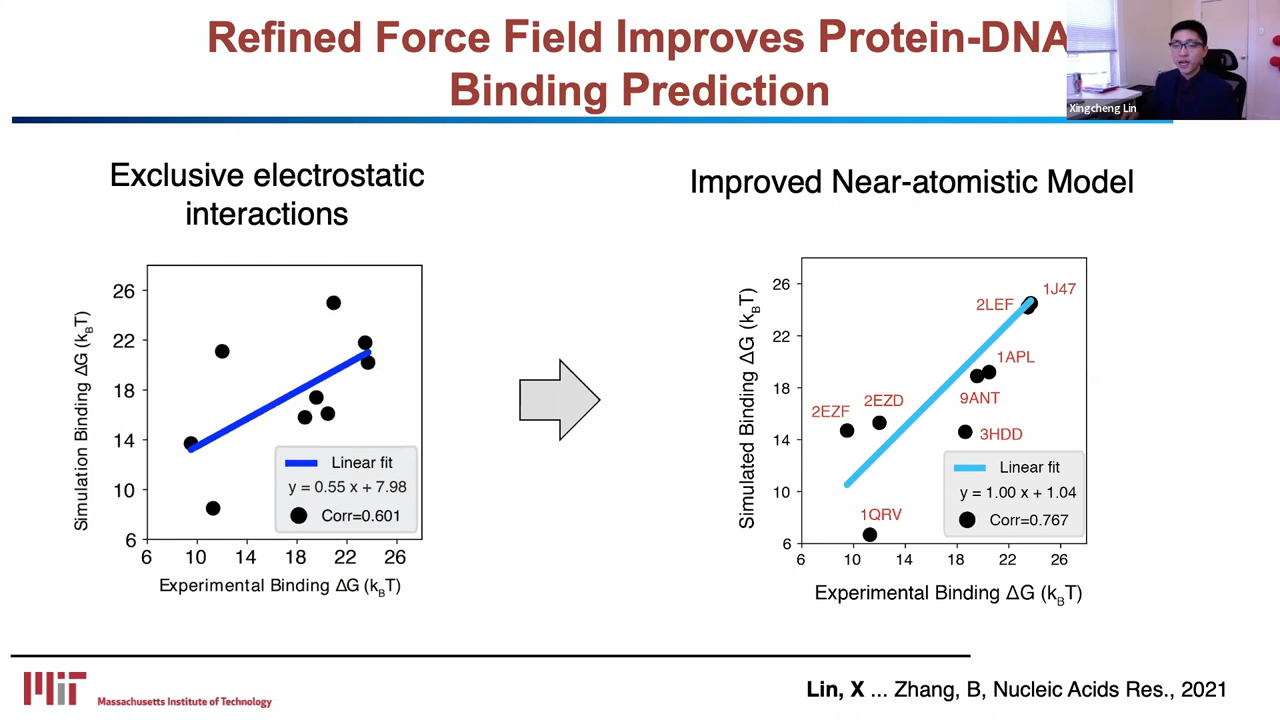 Refined Force Field Improves Protein-DNA
Binding Prediction
Xingcheng Lin
Exclusive electrostatic
interactions
Improved Near-atomistic Model
Simulation Binding ΔG (kBT)
26
22
18
14
10
6
6 10 14 18 22 26
Experimental Binding ΔG (kBT)
Linear fit
y = 0.55 x + 7.98
Corr=0.601
Simulated Binding ΔG (kBT)
26
22
18
14
10
6
6 10 14 18 22 26
Experimental Binding ΔG (kBT)
1J47
2LEF
1APL
9ANT
2EZD
2EZF
3HDD
1QRV
Linear fit
y = 1.00 x + 1.04
Corr=0.767
MIT
Massachusetts Institute of Technology
Lin, X ... Zhang, B, Nucleic Acids Res., 2021